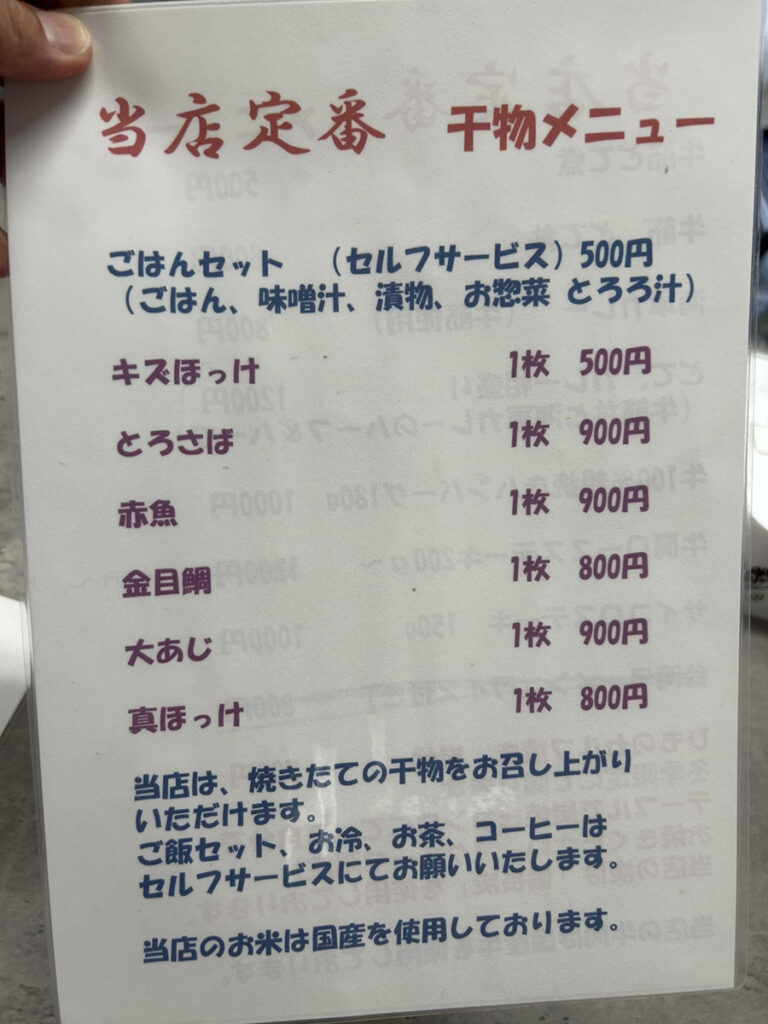 当店定番 干物メニュー
ごはんセット (セルフサービス) 500円
(ごはん、味噌汁、漬物、お惣菜 とろろ汁)
キズほっけ 1枚 500円
とろさば 1枚 900円
赤魚 1枚 900円
金目鯛 1枚 800円
大あじ 1枚 900円
真ほっけ 1枚 800円
当店は、焼きたての干物をお召し上がり
いただけます。
ご飯セット、お冷、お茶、コーヒーは
セルフサービスにてお願いいたします。
当店のお米は国産を使用しております。